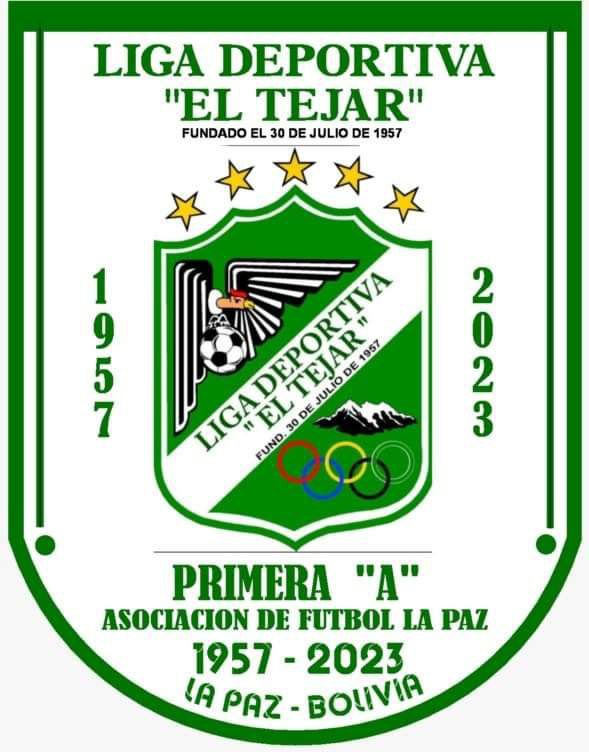 LIGA DEPORTIVA
"EL TEJAR"
FUNDADO EL 30 DE JULIO DE 1957
1957
2023
LIGA DEPORTIVA
"EL TEJAR"
FUND. 30 DE JULIO DE 1957
PRIMERA "A"
ASOCIACION DE FUTBOL LA PAZ
1957 - 2023
LA PAZ - BOLIVIA